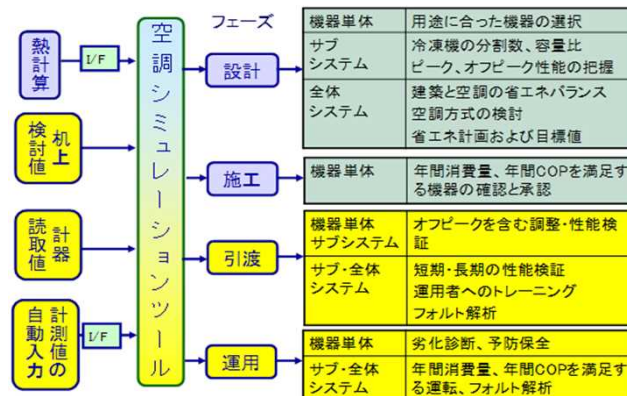 熱計算
I/F
机上
検討値
計器
読取値
計測値の
自動入力
I/F
空調シミュレーションツール
フェーズ
設計
施工
引渡
運用
機器単体 用途に合った機器の選択
サブ
システム
冷凍機の分割数、容量比
ピーク、オフピーク性能の把握
全体
システム
建築と空調の省エネバランス
空調方式の検討
省エネ計画および目標値
機器単体
年間消費量、年間COPを満足す
る機器の確認と承認
機器単体
サブシステム
オフピークを含む調整・性能検
証
サブ・全体
システム
短期・長期の性能検証
運用者へのトレーニング
フォルト解析
機器単体 劣化診断、予防保全
サブ・全体
システム
年間消費量、年間COPを満足す
る運転、フォルト解析